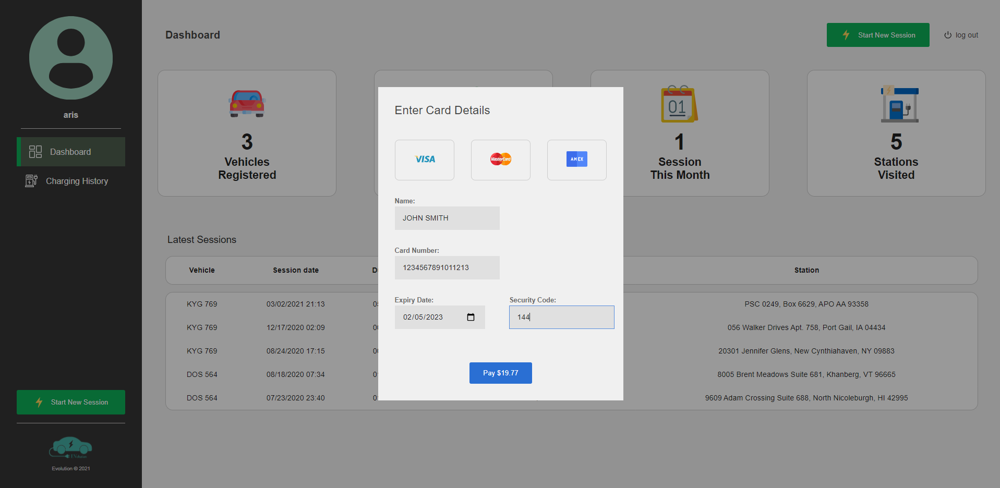 aris
Dashboard
Charging History
Start New Session
EVolution
Evolution © 2021
Dashboard
Start New Session
log out
3
Vehicles
Registered
01
1
Session
This Month
5
Stations
Visited
Latest Sessions
Vehicle Session date Station
KYG 769 03/02/2021 21:13 PSC 0249, Box 6629, APO AA 93358
KYG 769 12/17/2020 02:09 056 Walker Drives Apt. 758, Port Gail, IA 04434
KYG 769 08/24/2020 17:15 20301 Jennifer Glens, New Cynthiahaven, NY 09883
DOS 564 08/18/2020 07:34 8005 Brent Meadows Suite 681, Khanberg, VT 96665
DOS 564 07/23/2020 23:40 9609 Adam Crossing Suite 688, North Nicoleburgh, HI 42995
Enter Card Details
VISA
MasterCard
AMEX
Name:
JOHN SMITH
Card Number:
1234567891011213
Expiry Date:
02/05/2023
Security Code:
144
Pay $19.77